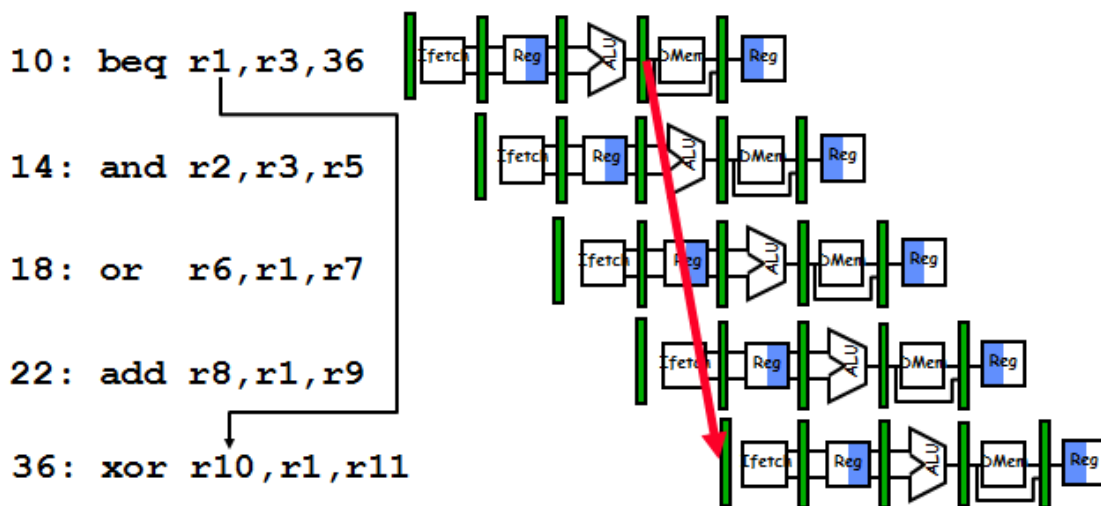 10: beq r1,r3,36 Ifetch Reg ALU DMem Reg
14: and r2,r3,r5 Ifetch Reg ALU DMem Reg
18: or r6,r1,r7 Ifetch Reg ALU DMem Reg
22: add r8,r1,r9 Ifetch Reg ALU DMem Reg
36: xor r10,r1,r11 Ifetch Reg ALU DMem Reg